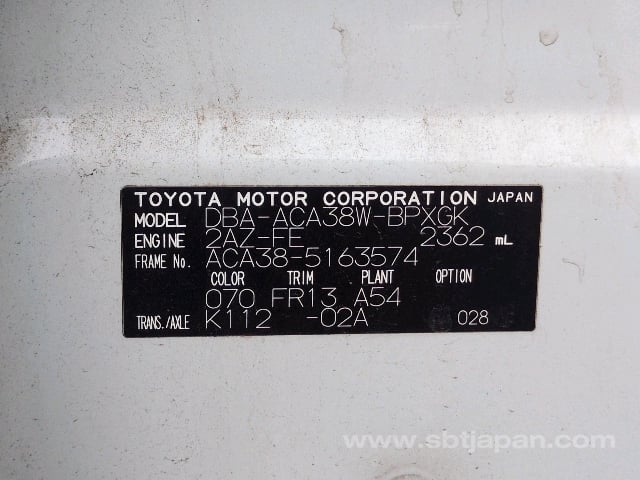 TOYOTA MOTOR CORPORATION JAPAN
MODEL DBA-ACA38W-BPXGK
ENGINE 2AZ-FE 2362 mL
FRAME No. ACA38-5163574
COLOR TRIM PLANT OPTION
070 FR13 A54
TRANS./AXLE K112 -02A 028
www.sbtjapan.com